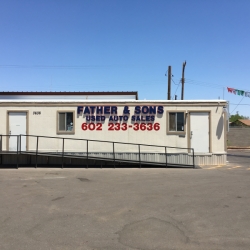 FATHER & SONS
USED AUTO SALES
602 233-3636